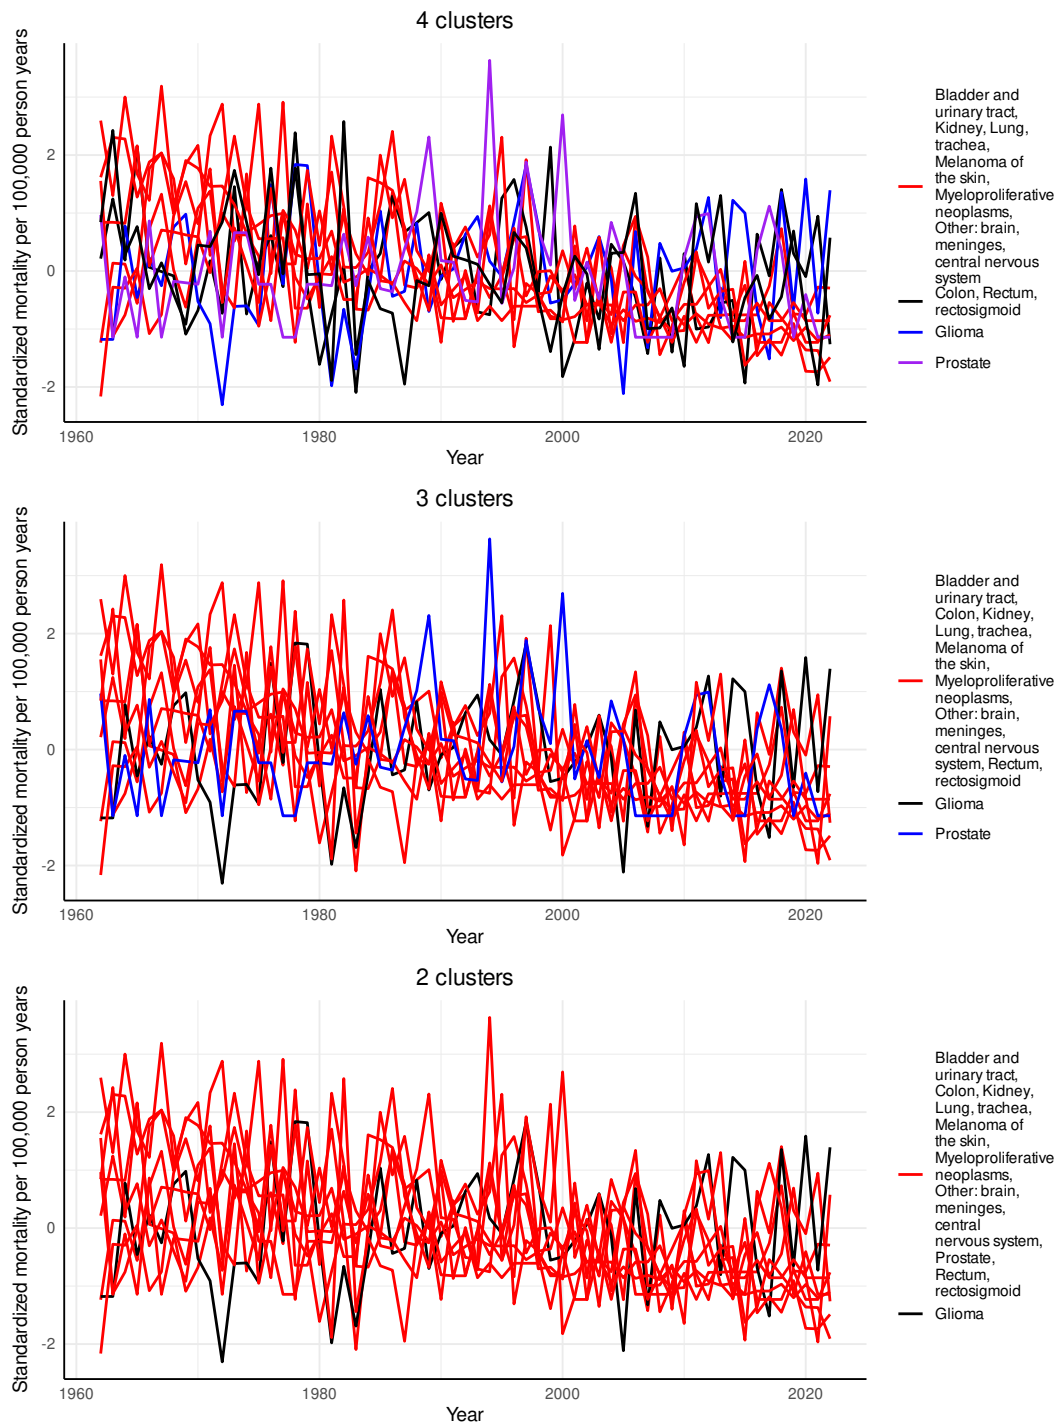 4 clusters
Standardized mortality per 100,000 person years
2
0
-2
1960
1980
2000
2020
Year
Bladder and
urinary tract,
Kidney, Lung,
trachea,
Melanoma of
the skin,
Myeloproliferative
neoplasms,
Other: brain,
meninges,
central nervous
system
Colon, Rectum,
rectosigmoid
Glioma
Prostate
3 clusters
Standardized mortality per 100,000 person years
2
0
-2
1960
1980
2000
2020
Year
Bladder and
urinary tract,
Colon, Kidney,
Lung, trachea,
Melanoma of
the skin,
Myeloproliferative
neoplasms,
Other: brain,
meninges,
central nervous
system, Rectum,
rectosigmoid
Glioma
Prostate
2 clusters
Standardized mortality per 100,000 person years
2
0
-2
1960
1980
2000
2020
Year
Bladder and
urinary tract,
Colon, Kidney,
Lung, trachea,
Melanoma of
the skin,
Myeloproliferative
neoplasms,
Other: brain,
meninges,
central
nervous system,
Prostate,
Rectum,
rectosigmoid
Glioma